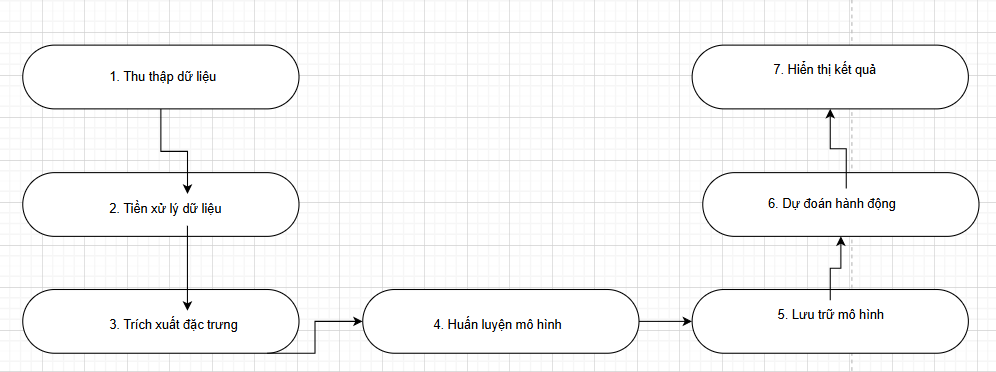 1. Thu thập dữ liệu
2. Tiền xử lý dữ liệu
3. Trích xuất đặc trưng
4. Huấn luyện mô hình
5. Lưu trữ mô hình
6. Dự đoán hành động
7. Hiển thị kết quả